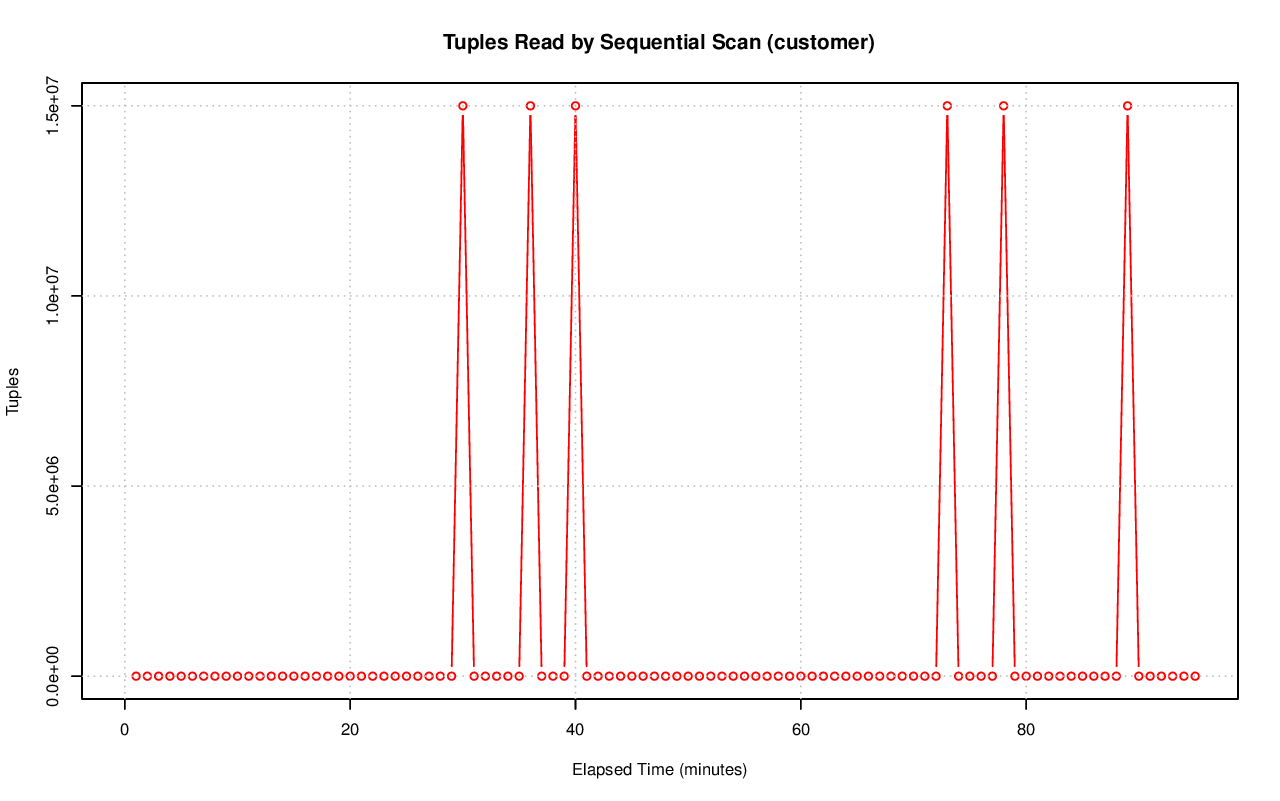 Tuples Read by Sequential Scan (customer)
Tuples
1.5e+07
1.0e+07
5.0e+06
0.0e+00
0 20 40 60 80
Elapsed Time (minutes)